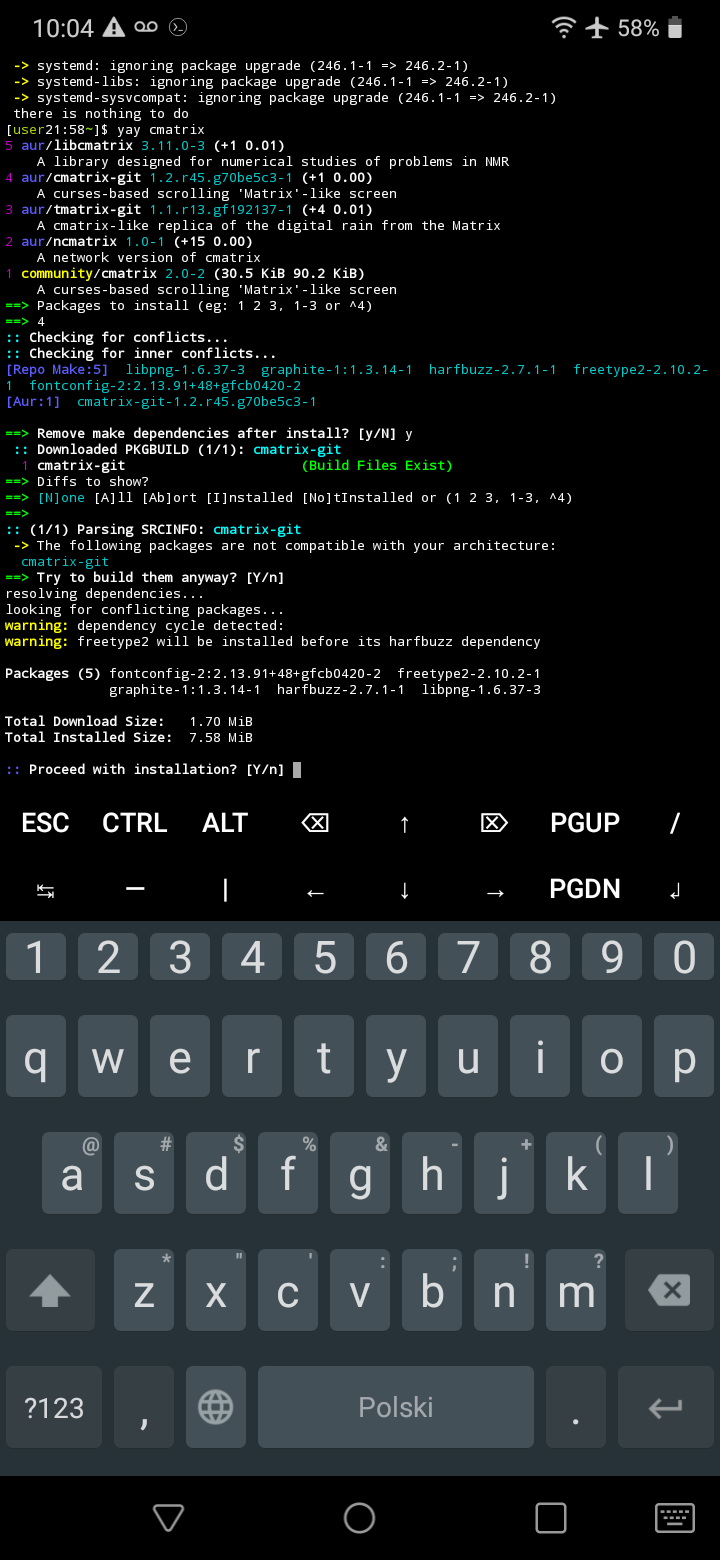 10:04 58%
-> systemd: ignoring package upgrade (246.1-1 => 246.2-1)
-> systemd-libs: ignoring package upgrade (246.1-1 => 246.2-1)
-> systemd-sysvcompat: ignoring package upgrade (246.1-1 => 246.2-1)
there is nothing to do
[user21:58~]$ yay cmatrix
5 aur/libcmatrix 3.11.0-3 (+1 0.01)
A library designed for numerical studies of problems in NMR
4 aur/cmatrix-git 1.2.r45.g70be5c3-1 (+1 0.00)
A curses-based scrolling 'Matrix'-like screen
3 aur/tmatrix-git 1.1.r13.gf192137-1 (+4 0.01)
A cmatrix-like replica of the digital rain from the Matrix
2 aur/ncmatrix 1.0-1 (+15 0.00)
A network version of cmatrix
1 community/cmatrix 2.0-2 (30.5 KiB 90.2 KiB)
A curses-based scrolling 'Matrix'-like screen
==> Packages to install (eg: 1 2 3, 1-3 or ^4)
==> 4
:: Checking for conflicts...
:: Checking for inner conflicts...
[Repo Make:5]  libpng-1.6.37-3  graphite-1:1.3.14-1  harfbuzz-2.7.1-1  freetype2-2.10.2-
1  fontconfig-2:2.13.91+48+gfcb0420-2
[Aur:1]  cmatrix-git-1.2.r45.g70be5c3-1
==> Remove make dependencies after install? [y/N] y
:: Downloaded PKGBUILD (1/1): cmatrix-git
1 cmatrix-git (Build Files Exist)
==> Diffs to show?
==> [N]one [A]ll [Ab]ort [I]nstalled [No]tInstalled or (1 2 3, 1-3, ^4)
==>
:: (1/1) Parsing SRCINFO: cmatrix-git
-> The following packages are not compatible with your architecture:
cmatrix-git
==> Try to build them anyway? [Y/n]
resolving dependencies...
looking for conflicting packages...
warning: dependency cycle detected:
warning: freetype2 will be installed before its harfbuzz dependency
Packages (5) fontconfig-2:2.13.91+48+gfcb0420-2  freetype2-2.10.2-1
graphite-1:1.3.14-1  harfbuzz-2.7.1-1  libpng-1.6.37-3
Total Download Size:   1.70 MiB
Total Installed Size:  7.58 MiB
:: Proceed with installation? [Y/n]
ESC CTRL ALT ⌫ ↑ ⌦ PGUP /
↹ — | ← ↓ → PGDN ↲
1 2 3 4 5 6 7 8 9 0
q w e r t y u i o p
@ # $ % & - + ( )
a s d f g h j k l
* " ' : ; ! ?
z x c v b n m
?123 , Polski .